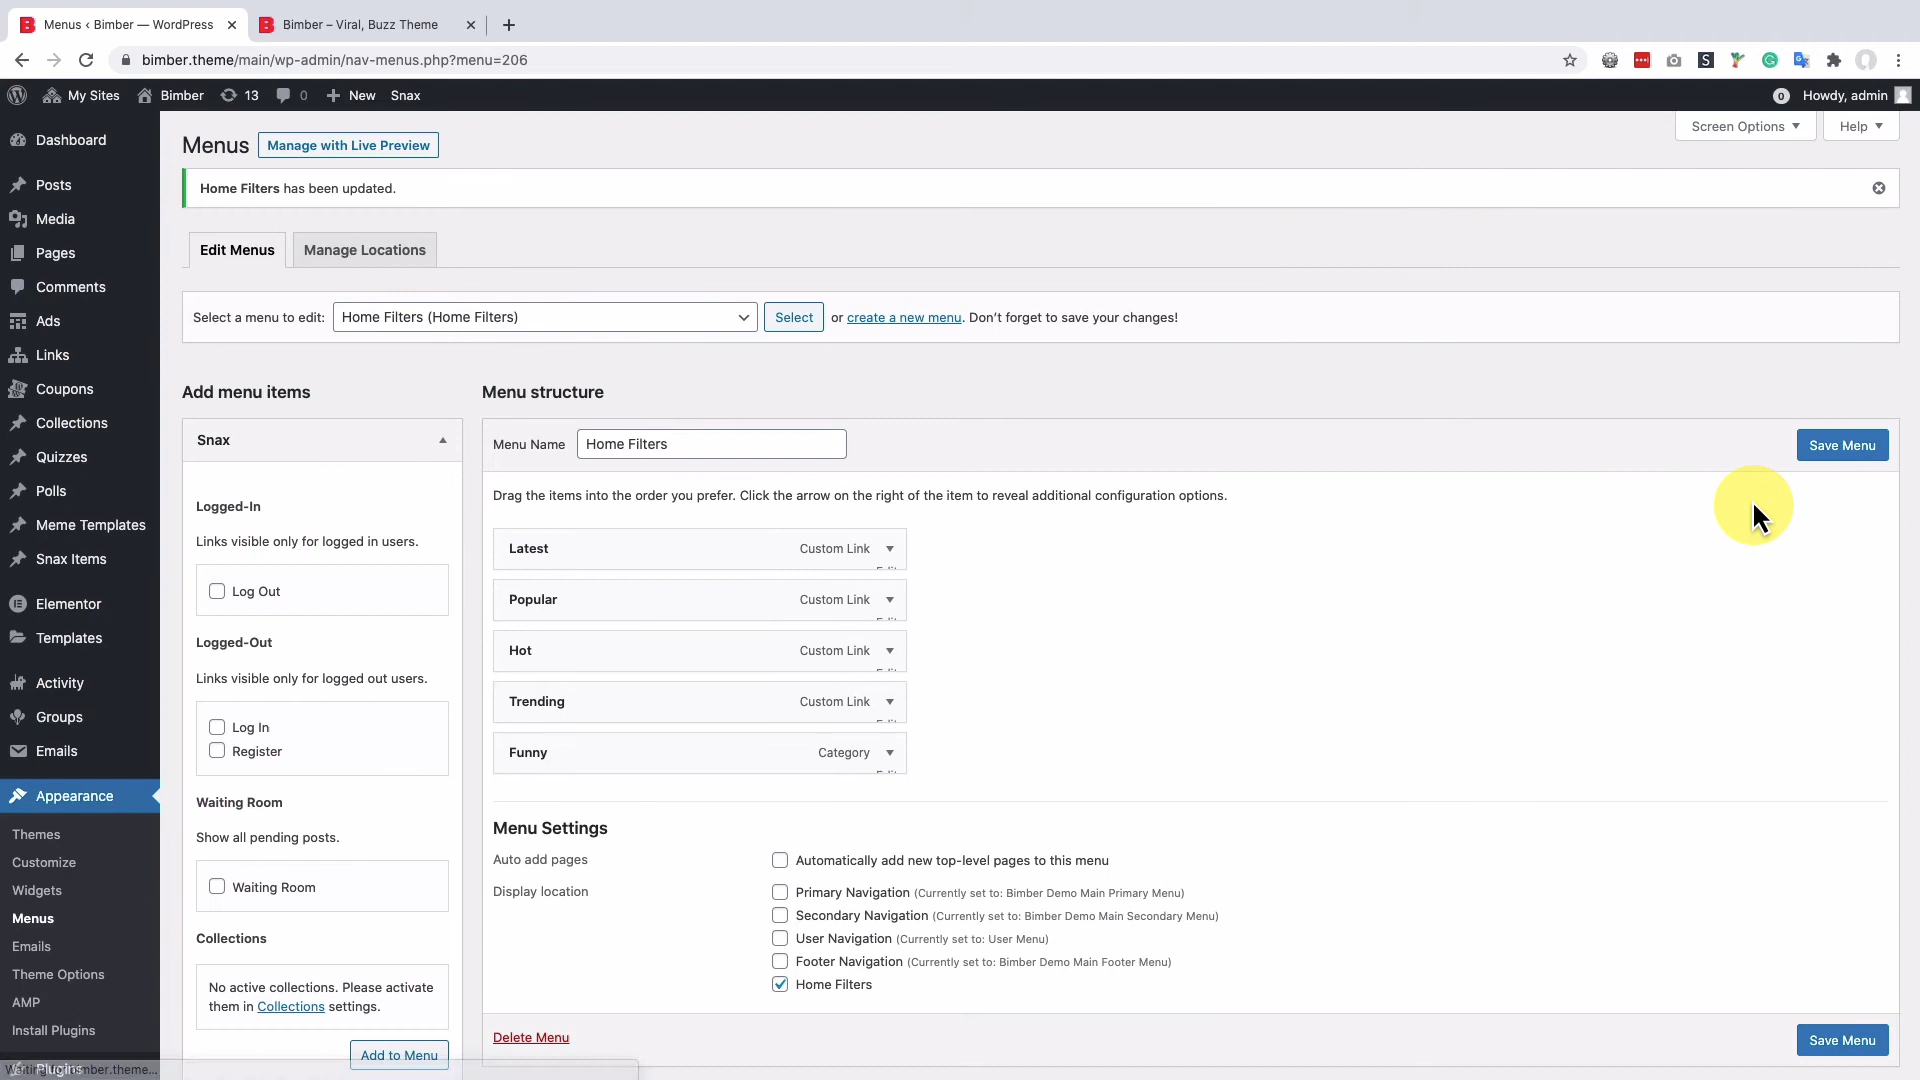 Menus ‹ Bimber — WordPress
Bimber – Viral, Buzz Theme
bimber.theme/main/wp-admin/nav-menus.php?menu=206
My Sites
Bimber
13
0
New
Snax
0
Howdy, admin
Screen Options
Help
Menus
Manage with Live Preview
Home Filters has been updated.
Edit Menus
Manage Locations
Select a menu to edit:
Home Filters (Home Filters)
Select
or create a new menu. Don’t forget to save your changes!
Dashboard
Posts
Media
Pages
Comments
Ads
Links
Coupons
Collections
Quizzes
Polls
Meme Templates
Snax Items
Elementor
Templates
Activity
Groups
Emails
Appearance
Themes
Customize
Widgets
Menus
Emails
Theme Options
AMP
Install Plugins
Plugins
Add menu items
Snax
Logged-In
Links visible only for logged in users.
Log Out
Logged-Out
Links visible only for logged out users.
Log In
Register
Waiting Room
Show all pending posts.
Waiting Room
Collections
No active collections. Please activate
them in Collections settings.
Add to Menu
Menu structure
Menu Name
Home Filters
Save Menu
Drag the items into the order you prefer. Click the arrow on the right of the item to reveal additional configuration options.
Latest
Custom Link
Popular
Custom Link
Hot
Custom Link
Trending
Custom Link
Funny
Category
Menu Settings
Auto add pages
Automatically add new top-level pages to this menu
Display location
Primary Navigation (Currently set to: Bimber Demo Main Primary Menu)
Secondary Navigation (Currently set to: Bimber Demo Main Secondary Menu)
User Navigation (Currently set to: User Menu)
Footer Navigation (Currently set to: Bimber Demo Main Footer Menu)
Home Filters
Delete Menu
Save Menu